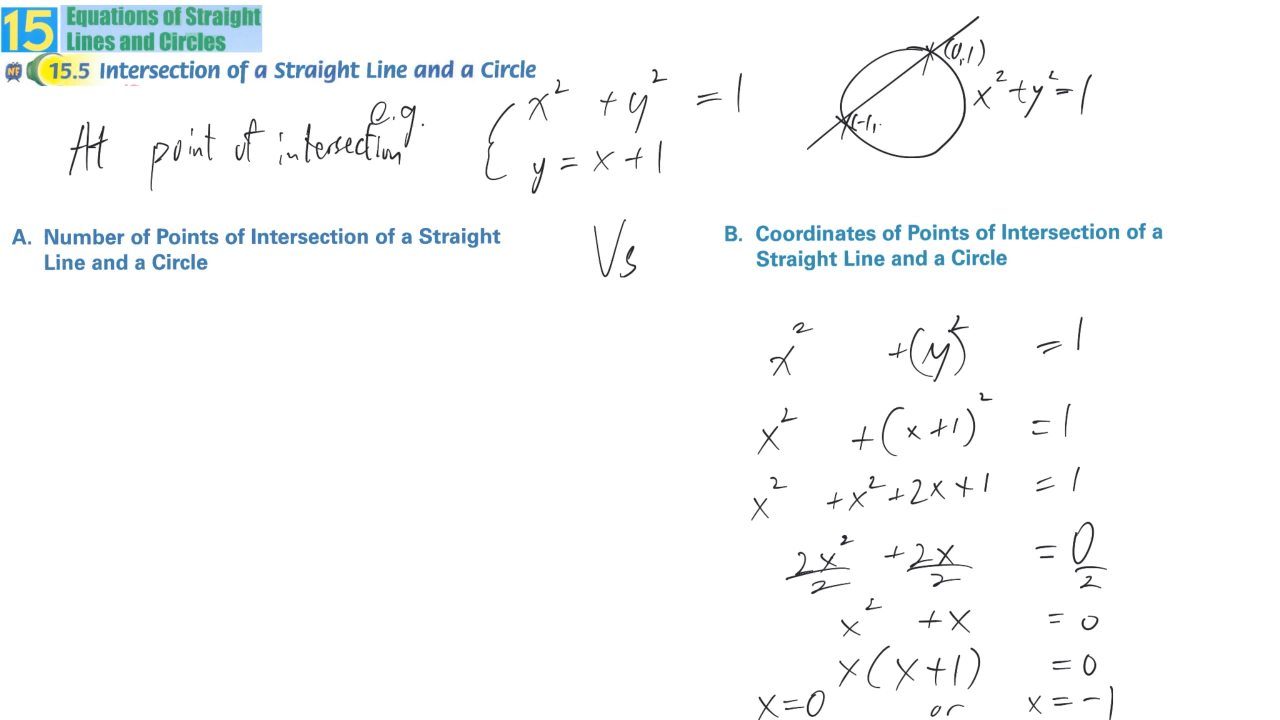 15 Equations of Straight
Lines and Circles
NF 15.5 Intersection of a Straight Line and a Circle
e.g.
At point of intersection
x² + y² = 1
y = x + 1
(0,1)
x² + y² = 1
(-1,
A. Number of Points of Intersection of a Straight
Line and a Circle
Vs
B. Coordinates of Points of Intersection of a
Straight Line and a Circle
x² + (y)² = 1
x² + (x+1)² = 1
x² + x² + 2x + 1 = 1
2x²/2 + 2x/2 = 0/2
x² + x = 0
x(x+1) = 0
x=0 or x=-1